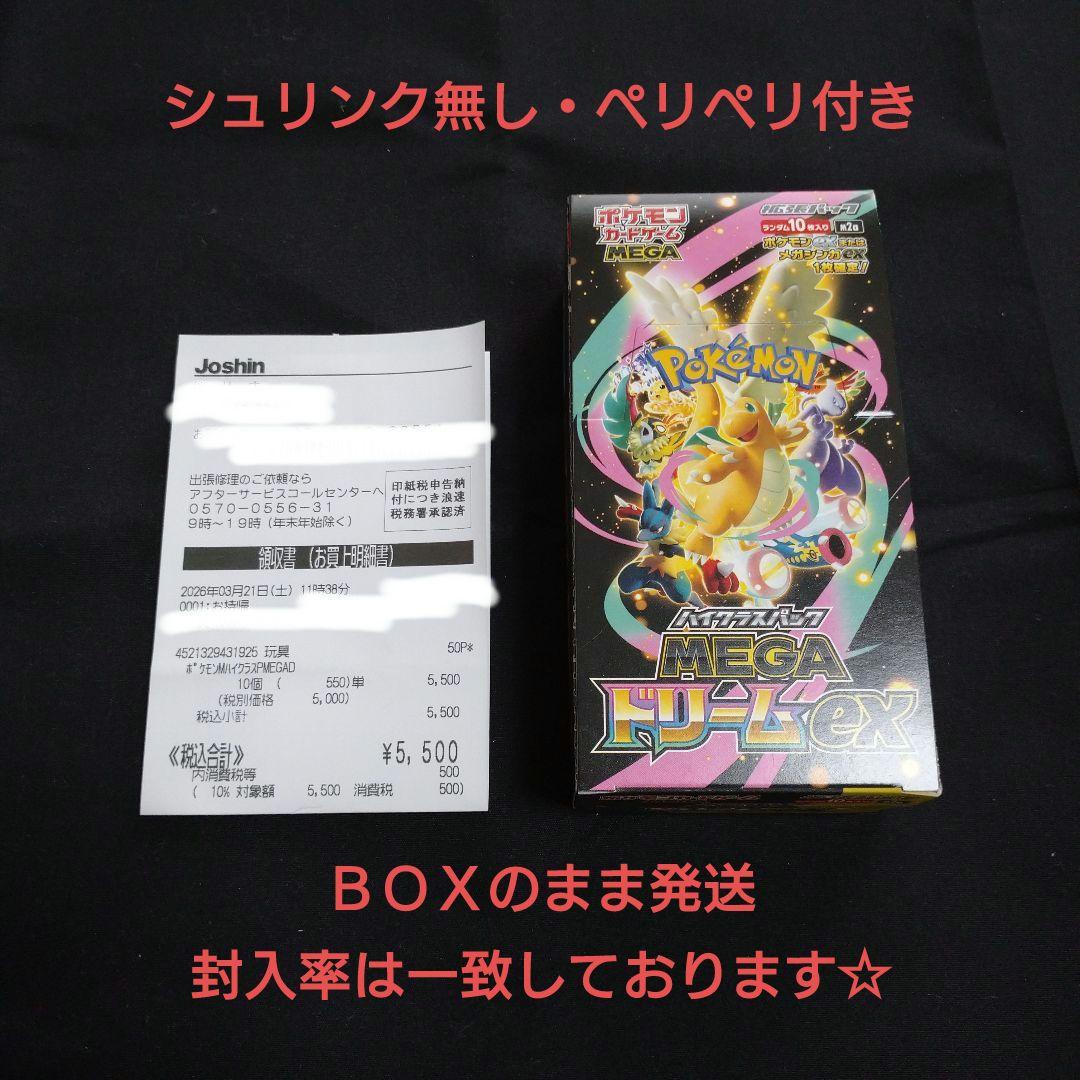 シュリンク無し・ペリペリ付き
ポケモン
カードゲーム
MEGA
拡張パック
ランダム10枚入り
ポケモンexまたは
メガシンカex
1枚確定!
POKéMON
ハイクラスパック
MEGA
ドリームex
Joshin
出張修理のご依頼なら
アフターサービスコールセンターへ
0570-0556-31
9時～19時 (年末年始除く)
印紙税申告納
付につき浪速
税務署承認済
領収書 (お買上明細書)
2026年03月21日(土) 11時38分
0001:お持帰
4521329431925 玩具 50P*
ポケモンMハイクラスPMEGAD
10個 ( 550)単 5,500
(税別価格 5,000)
税込小計 5,500
《税込合計》 ¥5,500
内消費税等 500
( 10% 対象額 5,500 消費税 500)
BOXのまま発送
封入率は一致しております☆